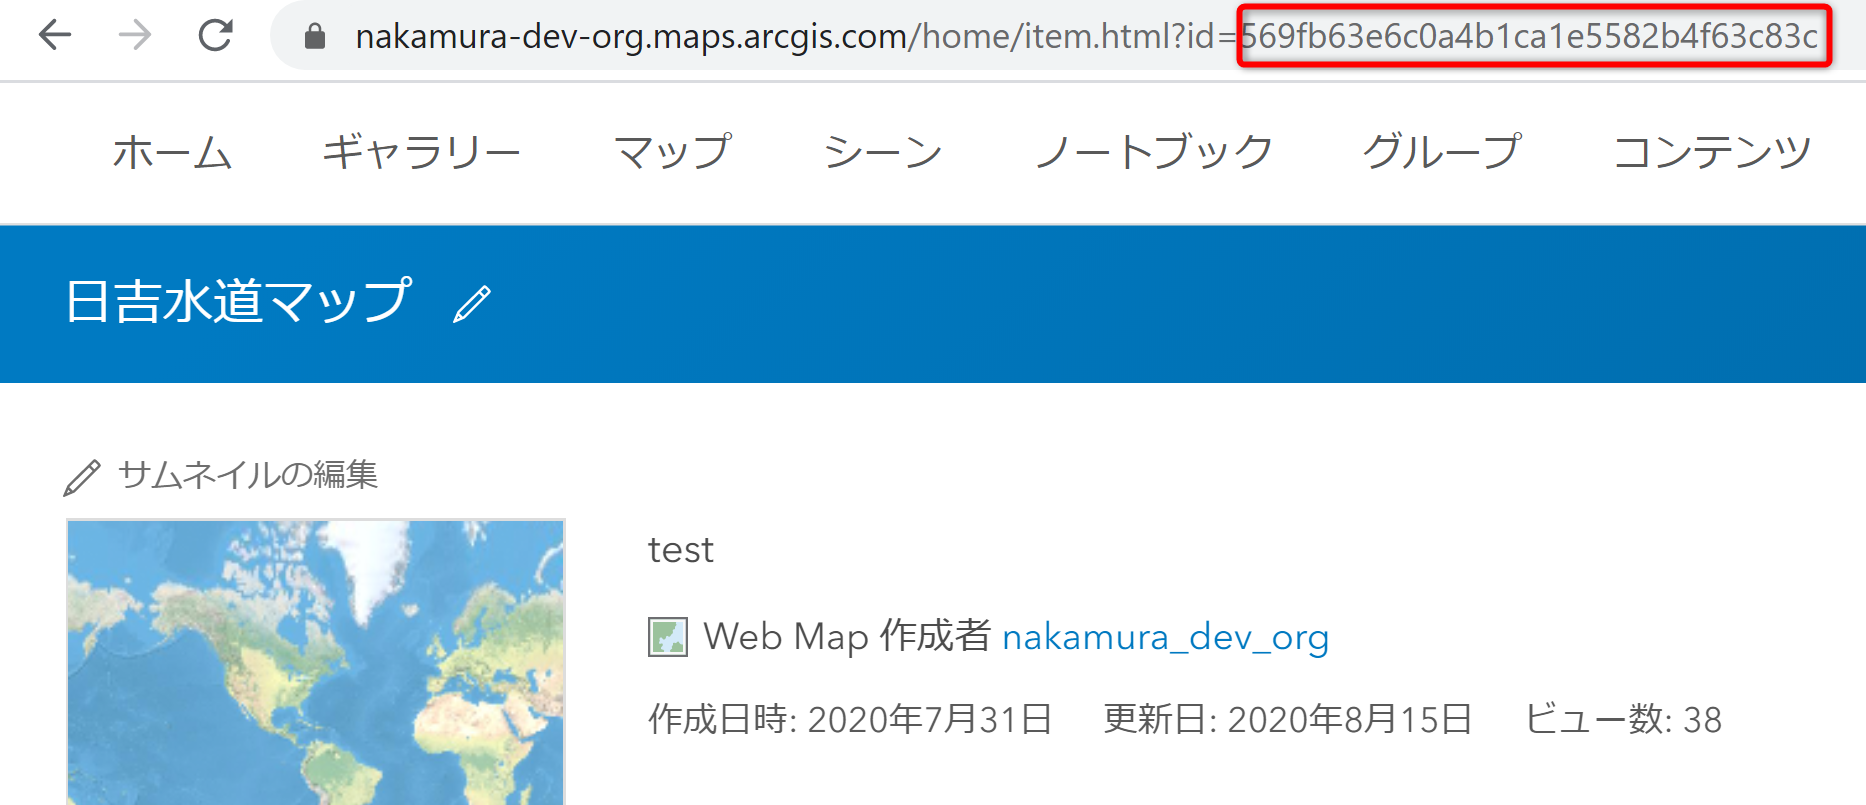 nakamura-dev-org.maps.arcgis.com/home/item.html?id=569fb63e6c0a4b1ca1e5582b4f63c83c
ホーム ギャラリー マップ シーン ノートブック グループ コンテンツ
日吉水道マップ
サムネイルの編集
test
Web Map 作成者 nakamura_dev_org
作成日時: 2020年7月31日 更新日: 2020年8月15日 ビュー数: 38